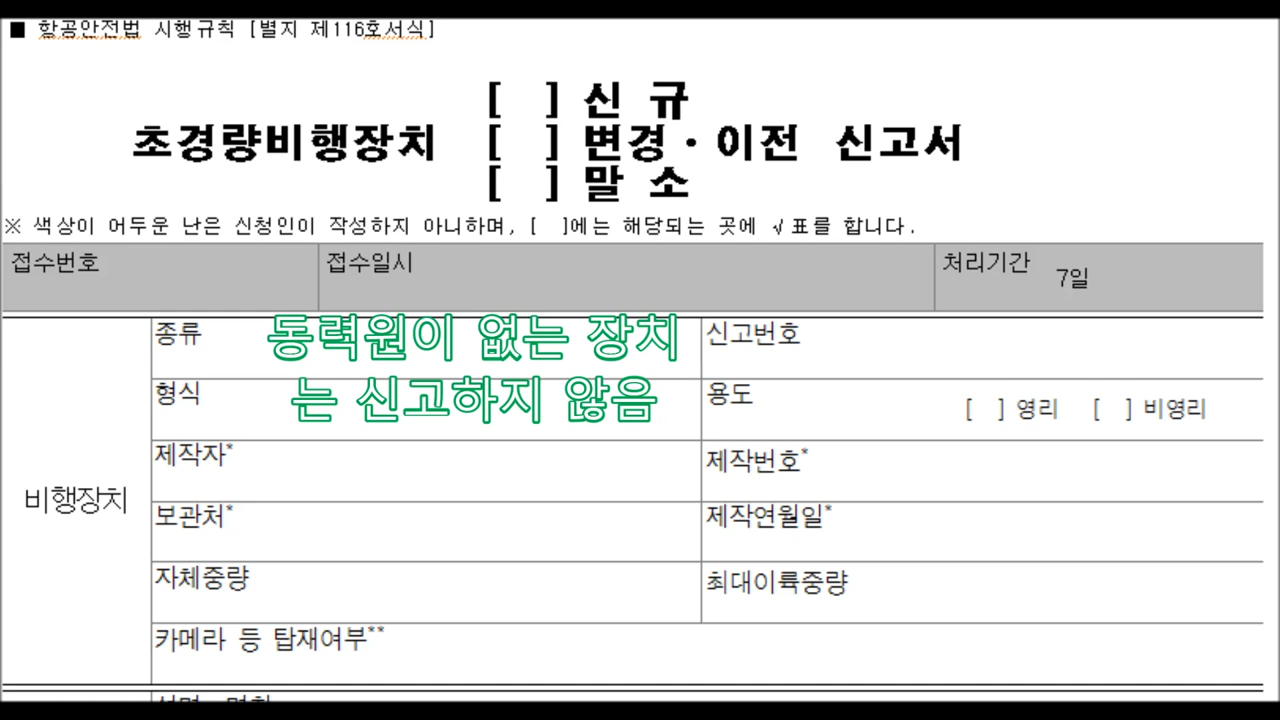 ■ 항공안전법 시행규칙 [별지 제116호서식]
[ ] 신 규
초경량비행장치 [ ] 변경·이전 신고서
[ ] 말 소
※ 색상이 어두운 난은 신청인이 작성하지 아니하며, [ ]에는 해당되는 곳에 √표를 합니다.
접수번호 접수일시 처리기간 7일
종류 동력원이 없는 장치 신고번호
형식 는 신고하지 않음 용도 [ ] 영리 [ ] 비영리
제작자* 제작번호*
비행장치
보관처* 제작연월일*
자체중량 최대이륙중량
카메라 등 탑재여부**